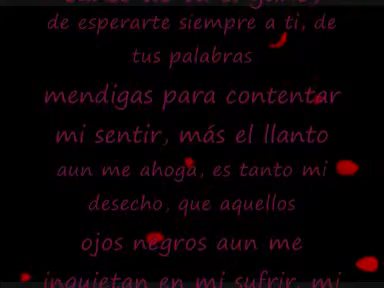 de esperarte siempre a ti, de
tus palabras
mendigas para contentar
mi sentir, más el llanto
aun me ahoga, es tanto mi
desecho, que aquellos
ojos negros aun me
inquietan en mi sufrir, mi